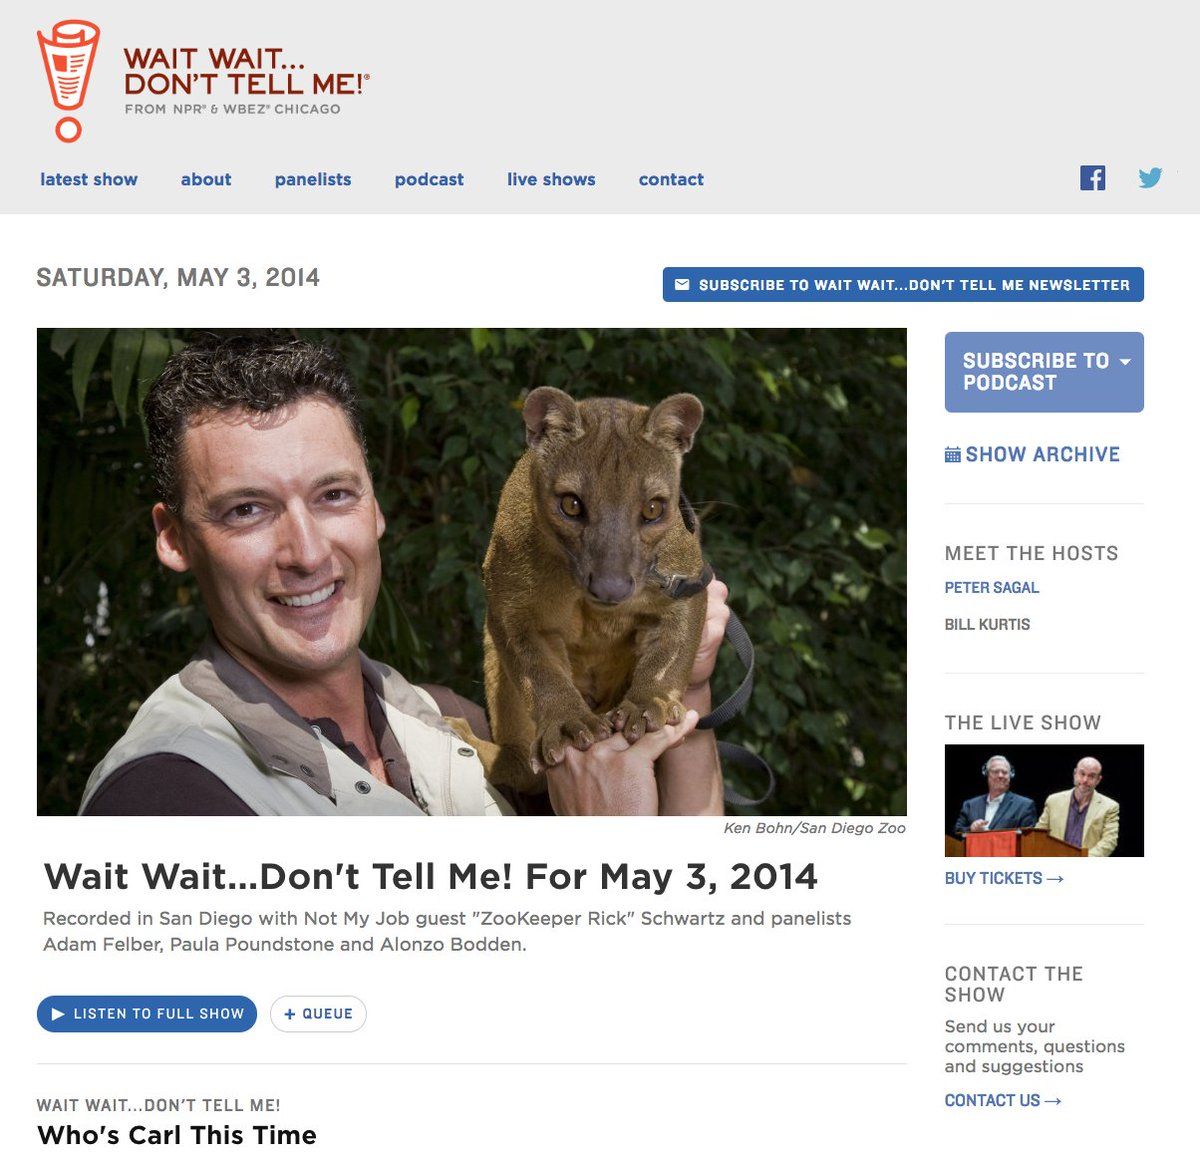 WAIT WAIT...
DON'T TELL ME!®
FROM NPR® & WBEZ® CHICAGO
latest show about panelists podcast live shows contact
SATURDAY, MAY 3, 2014
SUBSCRIBE TO WAIT WAIT...DON'T TELL ME NEWSLETTER
SUBSCRIBE TO
PODCAST
SHOW ARCHIVE
MEET THE HOSTS
PETER SAGAL
BILL KURTIS
THE LIVE SHOW
BUY TICKETS →
CONTACT THE
SHOW
Send us your
comments, questions
and suggestions
CONTACT US →
Ken Bohn/San Diego Zoo
Wait Wait...Don't Tell Me! For May 3, 2014
Recorded in San Diego with Not My Job guest "ZooKeeper Rick" Schwartz and panelists
Adam Felber, Paula Poundstone and Alonzo Bodden.
LISTEN TO FULL SHOW
+ QUEUE
WAIT WAIT...DON'T TELL ME!
Who's Carl This Time